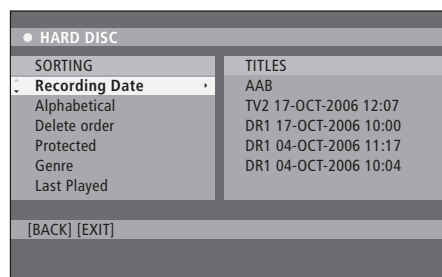 HARD DISC
SORTING
Recording Date
Alphabetical
Delete order
Protected
Genre
Last Played
TITLES
AAB
TV2 17-OCT-2006 12:07
DR1 17-OCT-2006 10:00
DR1 04-OCT-2006 11:17
DR1 04-OCT-2006 10:04
[BACK] [EXIT]